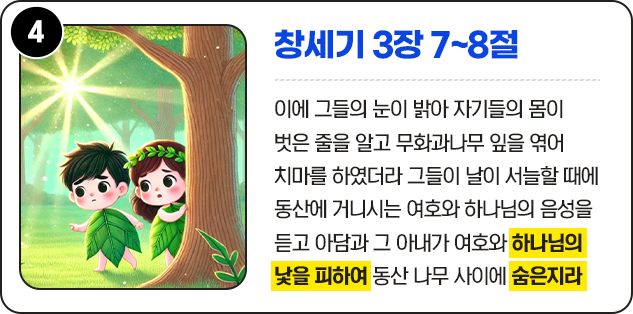 4
창세기 3장 7~8절
이에 그들의 눈이 밝아 자기들의 몸이
벗은 줄을 알고 무화과나무 잎을 엮어
치마를 하였더라 그들이 날이 서늘할 때에
동산에 거니시는 여호와 하나님의 음성을
듣고 아담과 그 아내가 여호와 하나님의
낯을 피하여 동산 나무 사이에 숨은지라